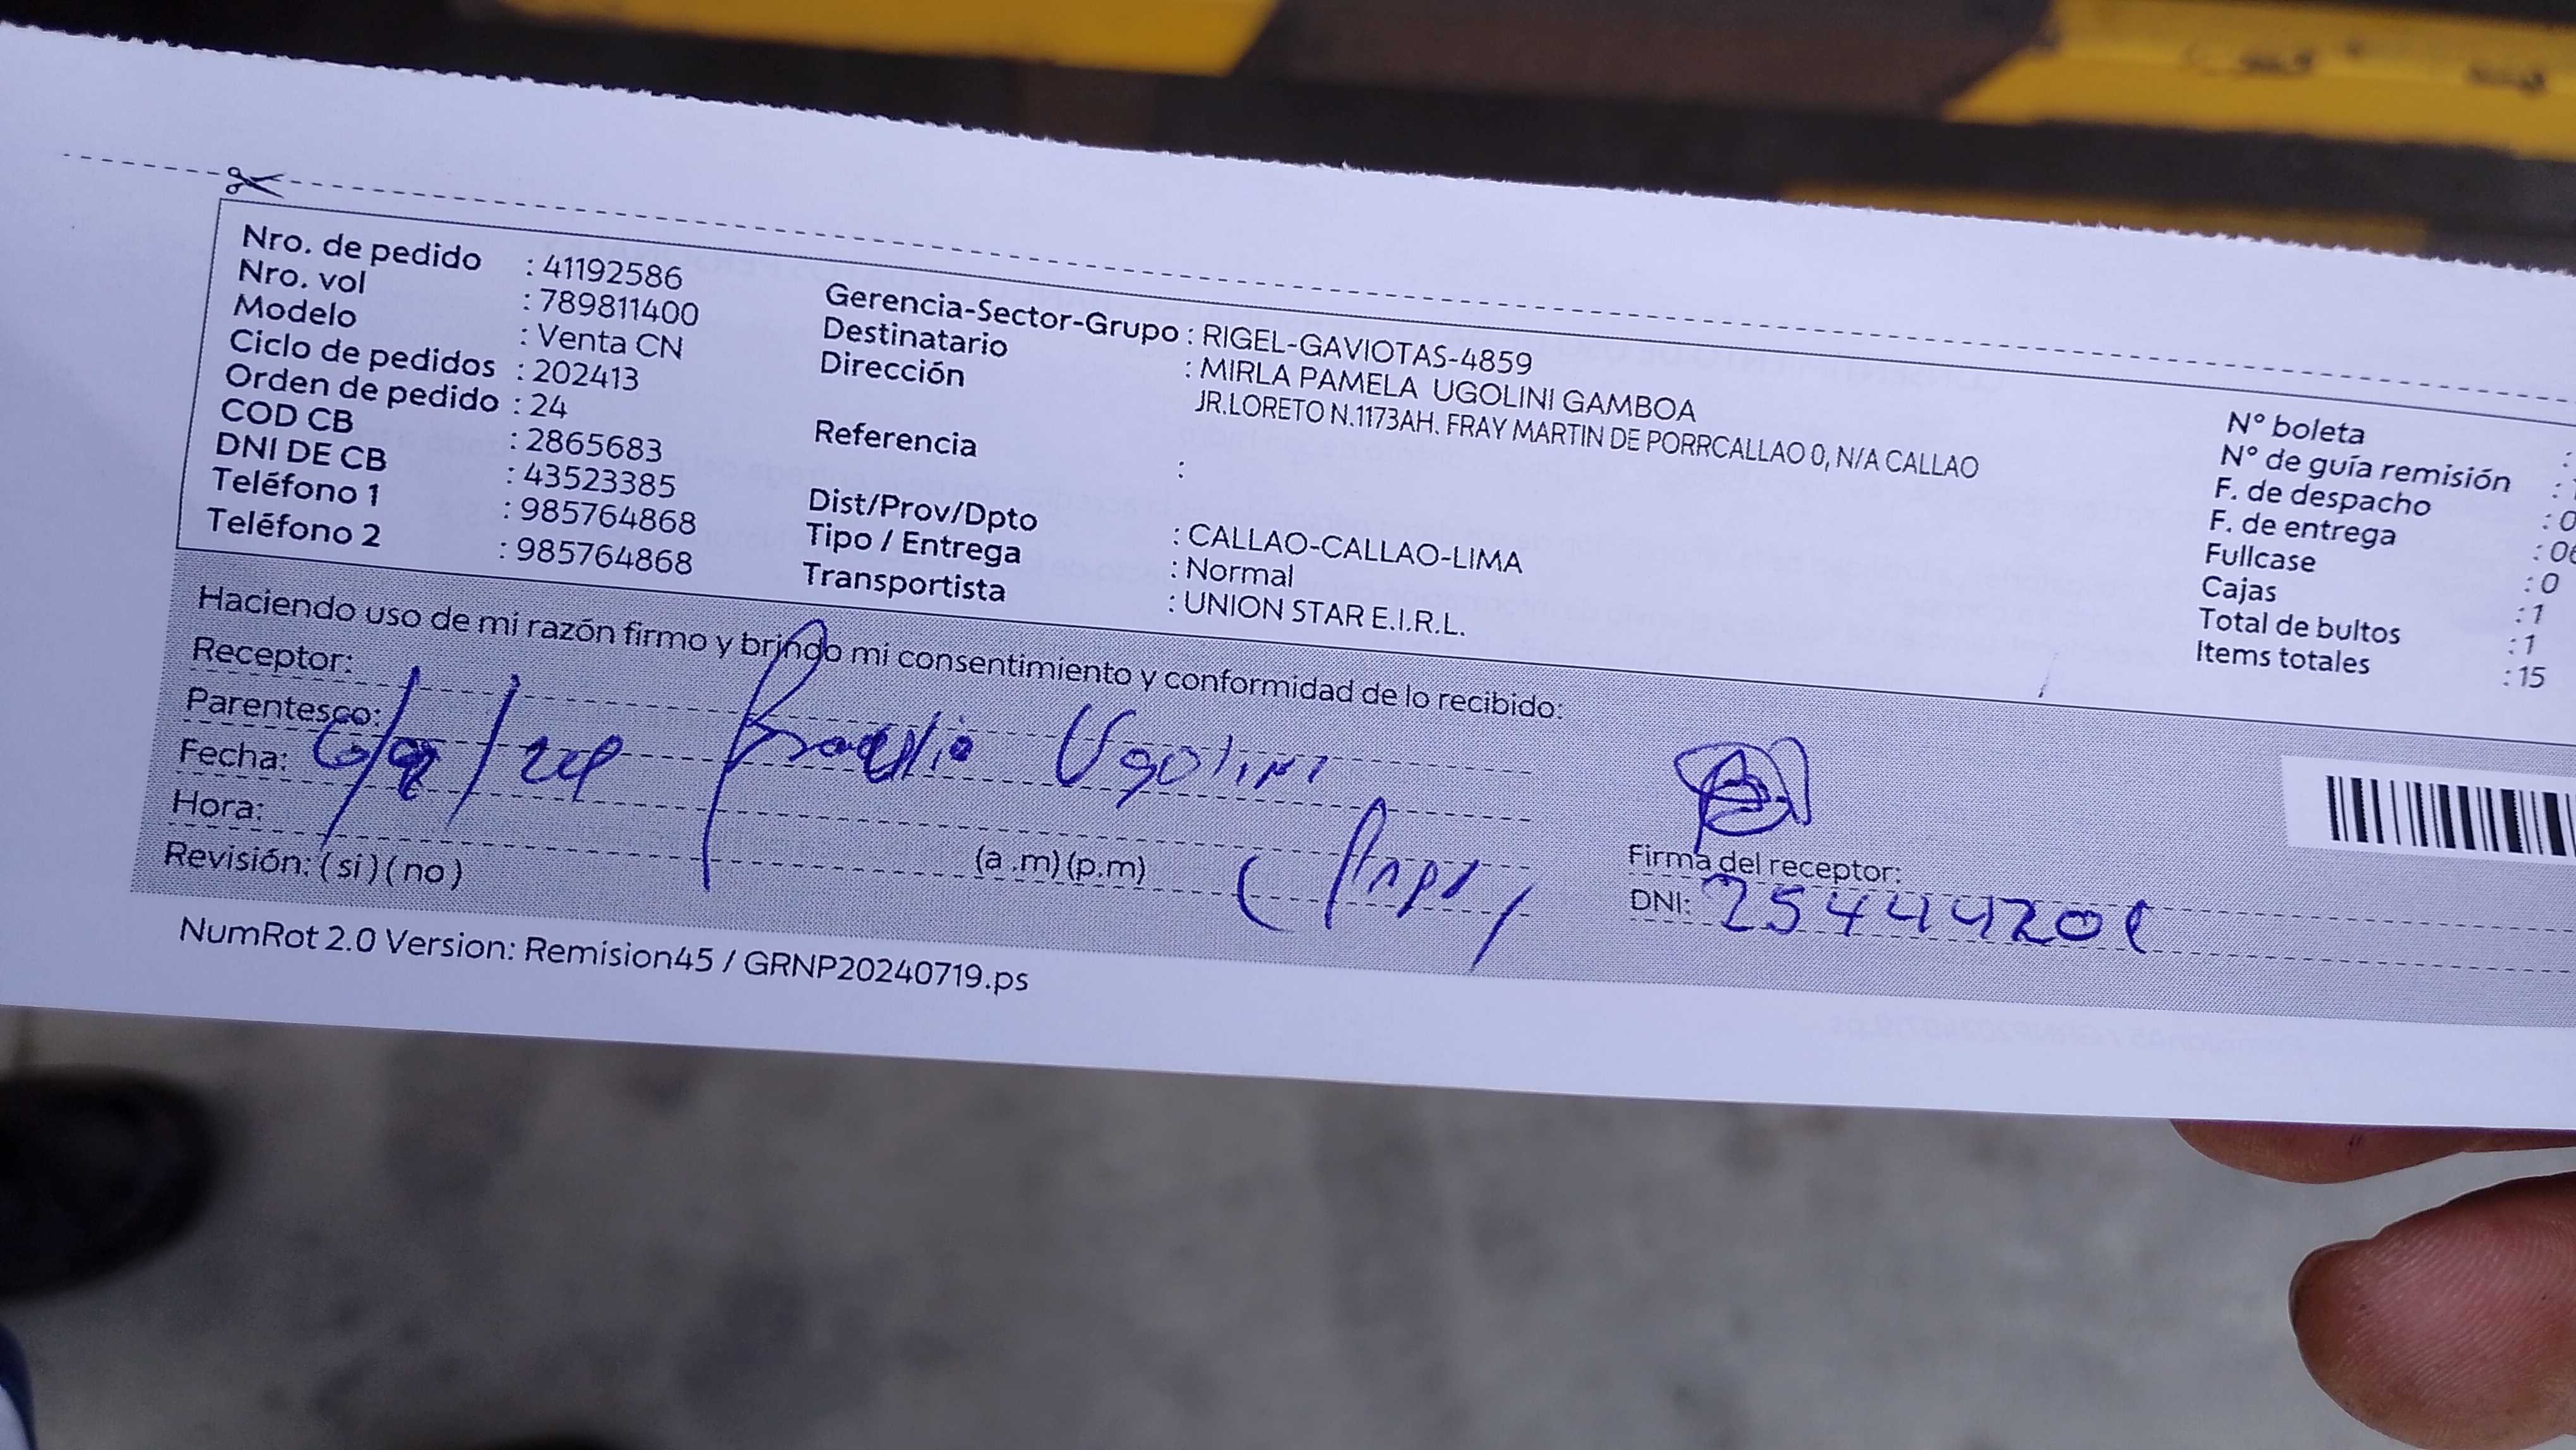 Nro. de pedido : 41192586
Nro. vol : 789811400
Modelo : Venta CN
Ciclo de pedidos : 202413
Orden de pedido : 24
COD CB : 2865683
DNI DE CB : 43523385
Teléfono 1 : 985764868
Teléfono 2 : 985764868
Gerencia-Sector-Grupo : RIGEL-GAVIOTAS-4859
Destinatario : MIRLA PAMELA UGOLINI GAMBOA
Dirección JR.LORETO N.1173AH. FRAY MARTIN DE PORRCALLAO 0, N/A CALLAO
Referencia :
Dist/Prov/Dpto : CALLAO-CALLAO-LIMA
Tipo / Entrega : Normal
Transportista : UNION STAR E.I.R.L.
N° boleta :
N° de guía remisión :
F. de despacho : 0
F. de entrega : 06
Fullcase : 0
Cajas : 1
Total de bultos : 1
Items totales : 15
Haciendo uso de mi razón firmo y brindo mi consentimiento y conformidad de lo recibido:
Receptor:
Parentesco:
Fecha: Ugolini
Hora: (a .m) (p.m)
Revisión: ( si ) ( no )
Firma del receptor:
DNI: 2544420
NumRot 2.0 Version: Remision45 / GRNP20240719.ps